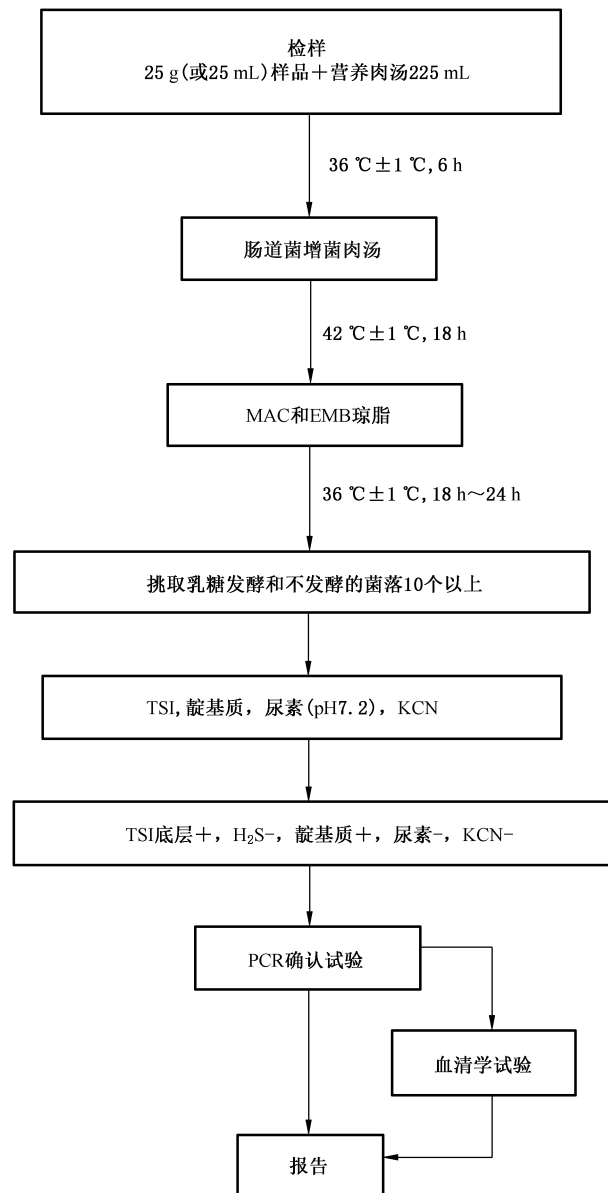 检样
25 g(或25 mL)样品＋营养肉汤225 mL
36 ℃±1 ℃,6 h
肠道菌增菌肉汤
42 ℃±1 ℃,18 h
MAC和EMB琼脂
36 ℃±1 ℃,18 h～24 h
挑取乳糖发酵和不发酵的菌落10个以上
TSI,靛基质，尿素(pH7.2)，KCN
TSI底层＋，H₂S−，靛基质＋，尿素−，KCN−
PCR确认试验
血清学试验
报告